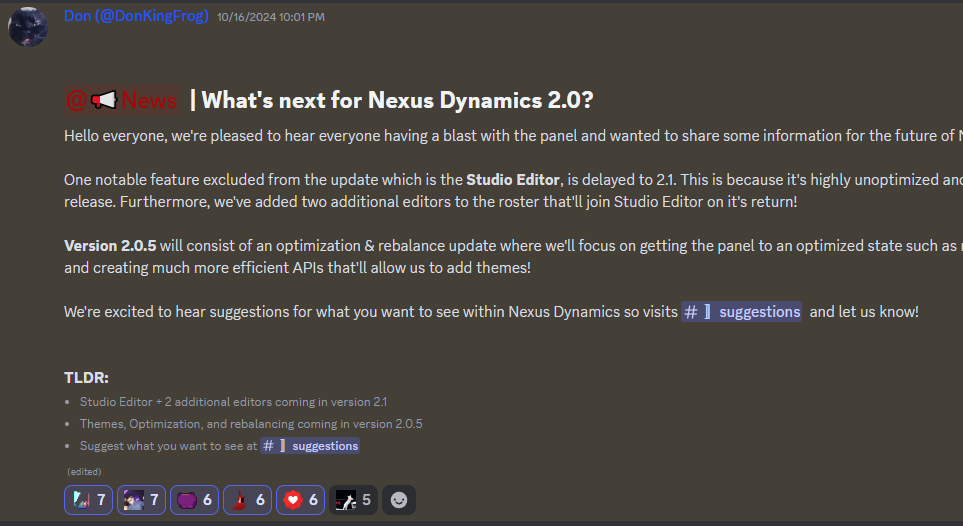 Don (@DonKingFrog) 10/16/2024 10:01 PM
@News | What's next for Nexus Dynamics 2.0?
Hello everyone, we're pleased to hear everyone having a blast with the panel and wanted to share some information for the future of
One notable feature excluded from the update which is the Studio Editor, is delayed to 2.1. This is because it's highly unoptimized
release. Furthermore, we've added two additional editors to the roster that'll join Studio Editor on it's return!
Version 2.0.5 will consist of an optimization & rebalance update where we'll focus on getting the panel to an optimized state such as
and creating much more efficient APIs that'll allow us to add themes!
We're excited to hear suggestions for what you want to see within Nexus Dynamics so visits # ］ suggestions and let us know!
TLDR:
• Studio Editor + 2 additional editors coming in version 2.1
• Themes, Optimization, and rebalancing coming in version 2.0.5
• Suggest what you want to see at # ］ suggestions
(edited)
7 7 6 6 6 5